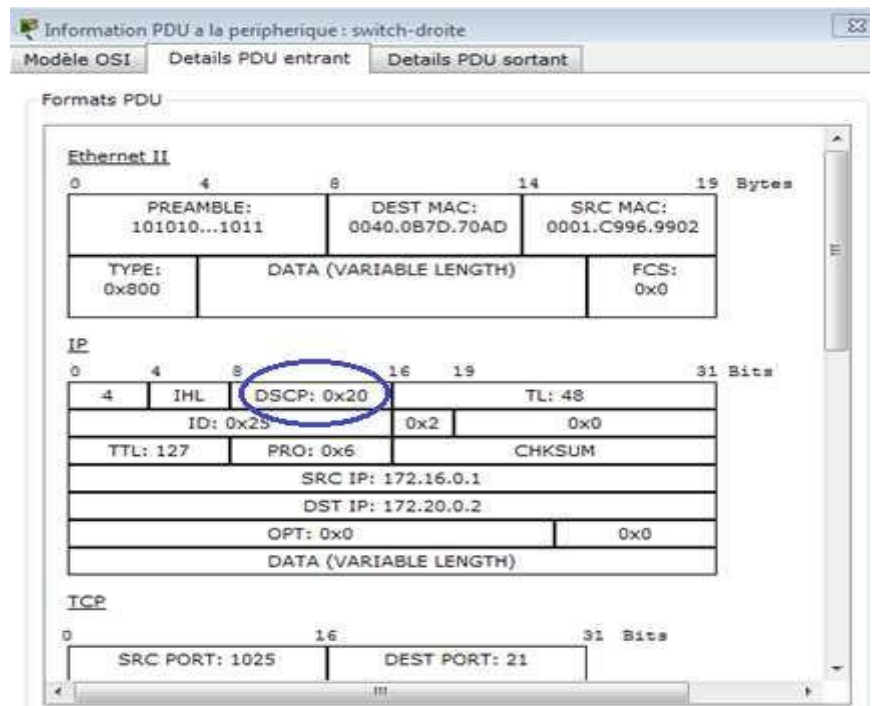 Information PDU a la peripherique : switch-droite
Modèle OSI Details PDU entrant Details PDU sortant
Formats PDU
Ethernet II
0 4 8 14 19 Bytes
PREAMBLE: DEST MAC: SRC MAC:
101010...1011 0040.0B7D.70AD 0001.C996.9902
TYPE: DATA (VARIABLE LENGTH) FCS:
0x800 0x0
IP
0 4 8 16 19 31 Bits
4 IHL DSCP: 0x20 TL: 48
ID: 0x25 0x2 0x0
TTL: 127 PRO: 0x6 CHKSUM
SRC IP: 172.16.0.1
DST IP: 172.20.0.2
OPT: 0x0 0x0
DATA (VARIABLE LENGTH)
TCP
0 16 31 Bits
SRC PORT: 1025 DEST PORT: 21